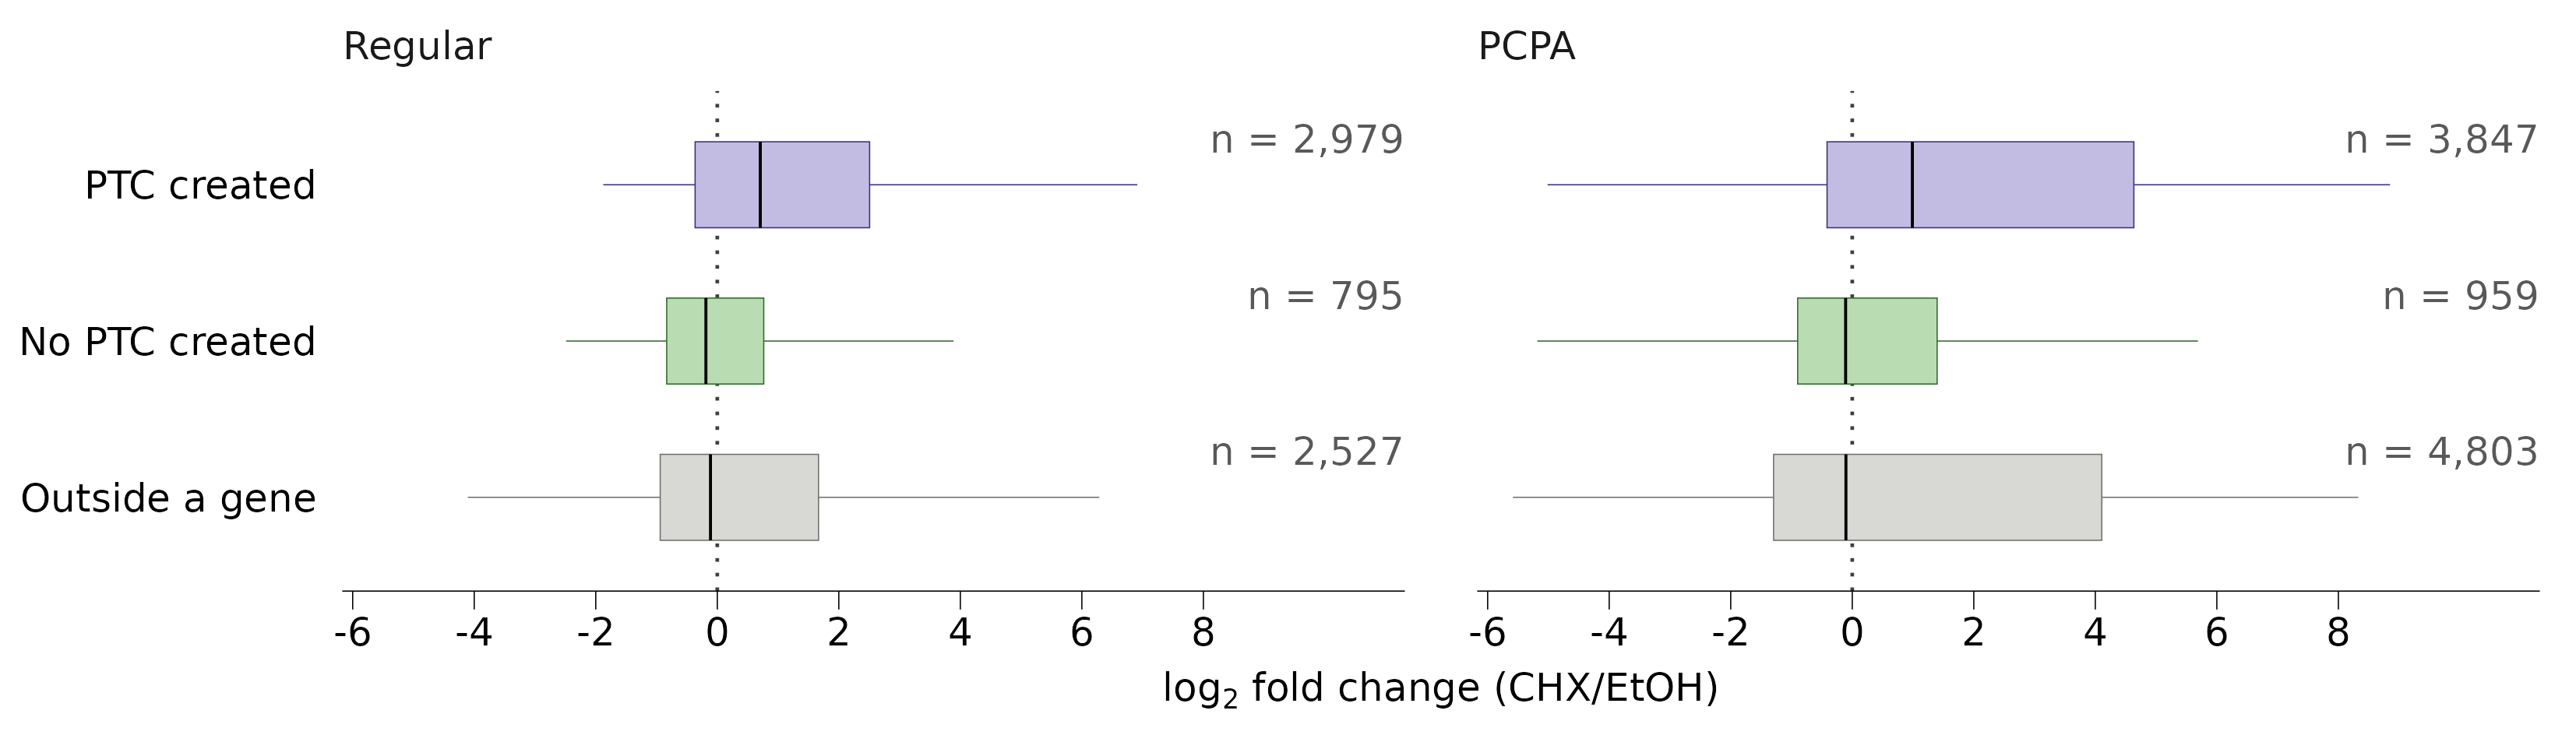 Regular
PCPA
n = 2,979
n = 3,847
PTC created
n = 795
n = 959
No PTC created
n = 2,527
n = 4,803
Outside a gene
-6 -4 -2 0 2 4 6 8
-6 -4 -2 0 2 4 6 8
log₂ fold change (CHX/EtOH)